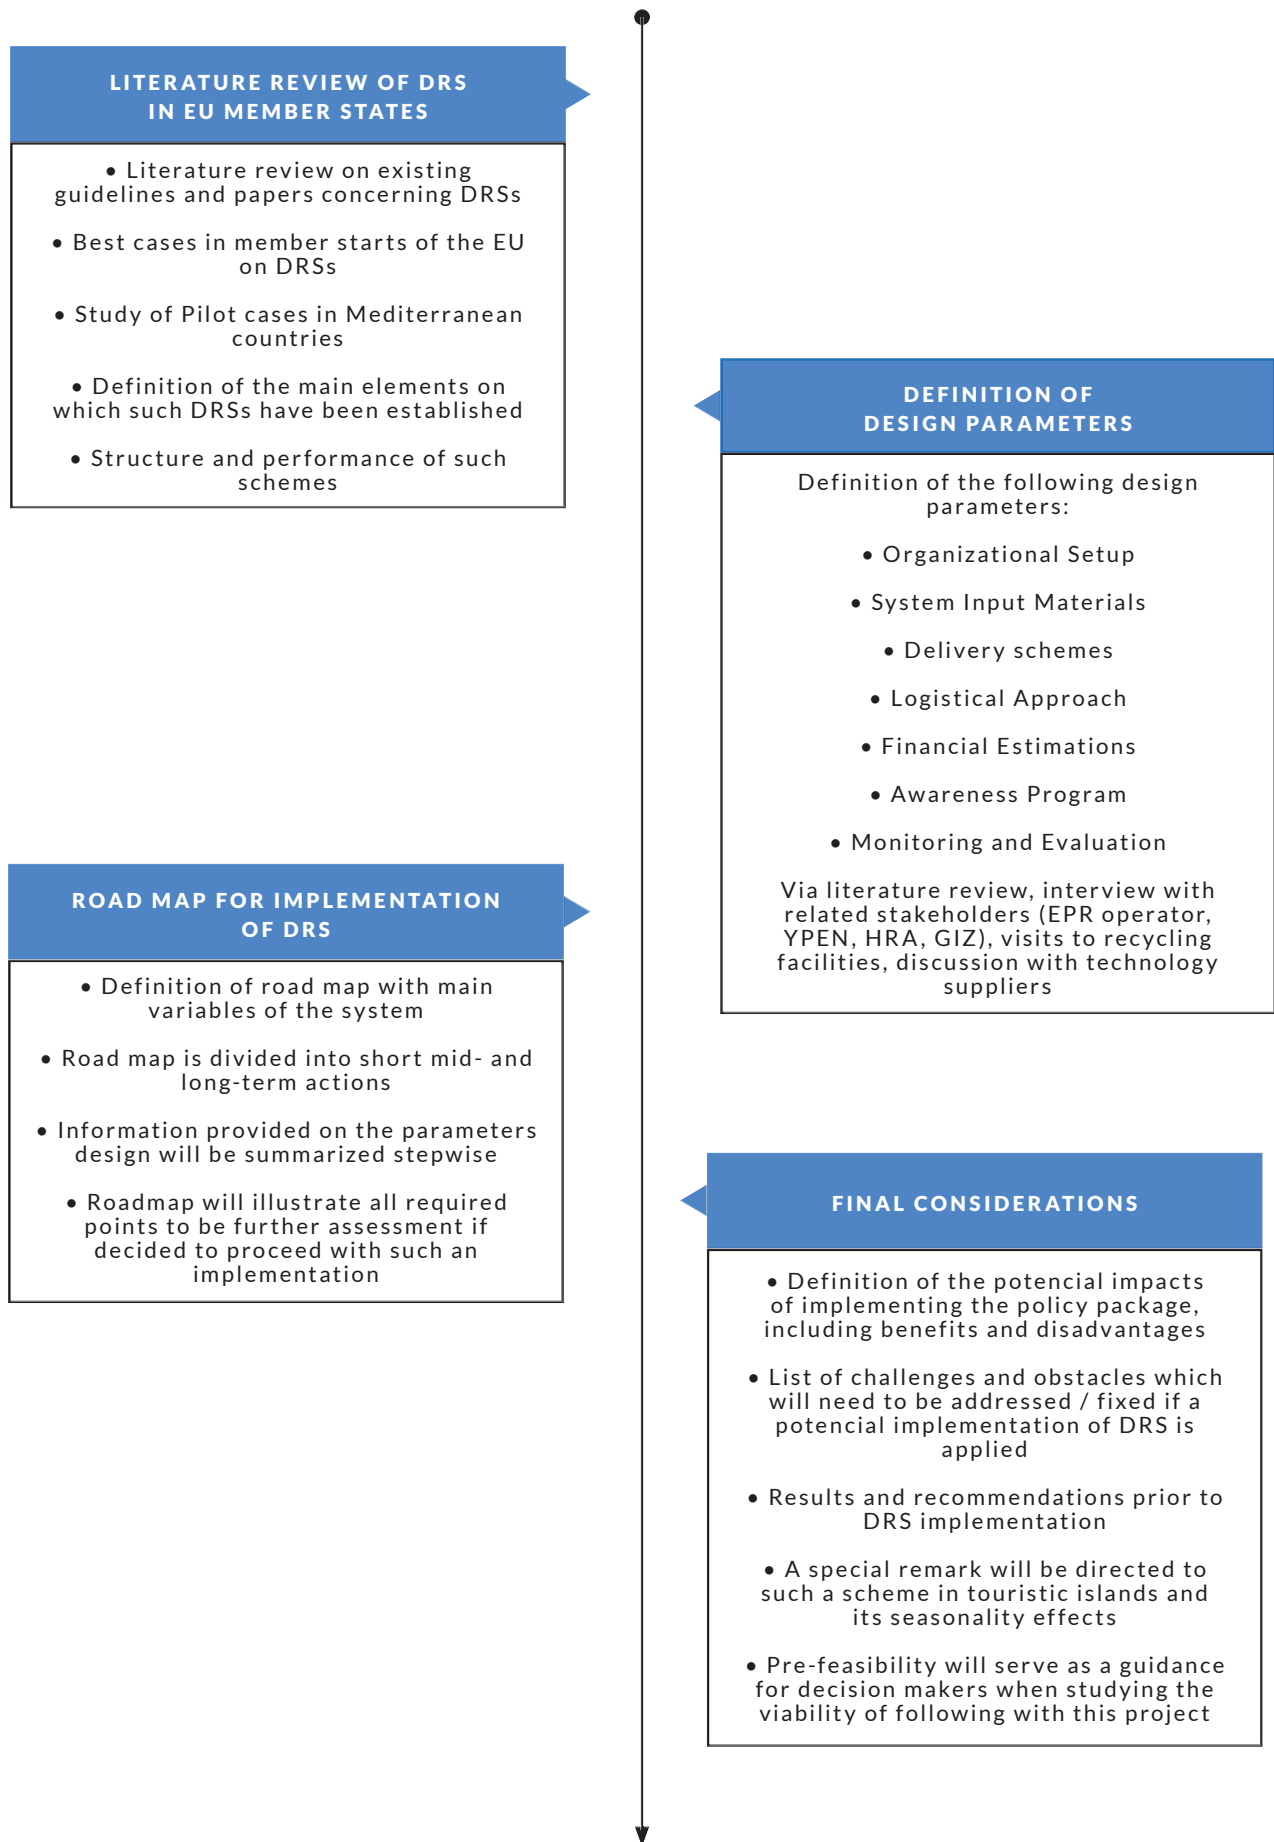 LITERATURE REVIEW OF DRS
IN EU MEMBER STATES
• Literature review on existing
guidelines and papers concerning DRSs
• Best cases in member starts of the EU
on DRSs
• Study of Pilot cases in Mediterranean
countries
• Definition of the main elements on
which such DRSs have been established
• Structure and performance of such
schemes
DEFINITION OF
DESIGN PARAMETERS
Definition of the following design
parameters:
• Organizational Setup
• System Input Materials
• Delivery schemes
• Logistical Approach
• Financial Estimations
• Awareness Program
• Monitoring and Evaluation
Via literature review, interview with
related stakeholders (EPR operator,
YPEN, HRA, GIZ), visits to recycling
facilities, discussion with technology
suppliers
ROAD MAP FOR IMPLEMENTATION
OF DRS
• Definition of road map with main
variables of the system
• Road map is divided into short mid- and
long-term actions
• Information provided on the parameters
design will be summarized stepwise
• Roadmap will illustrate all required
points to be further assessment if
decided to proceed with such an
implementation
FINAL CONSIDERATIONS
• Definition of the potencial impacts
of implementing the policy package,
including benefits and disadvantages
• List of challenges and obstacles which
will need to be addressed / fixed if a
potencial implementation of DRS is
applied
• Results and recommendations prior to
DRS implementation
• A special remark will be directed to
such a scheme in touristic islands and
its seasonality effects
• Pre-feasibility will serve as a guidance
for decision makers when studying the
viability of following with this project